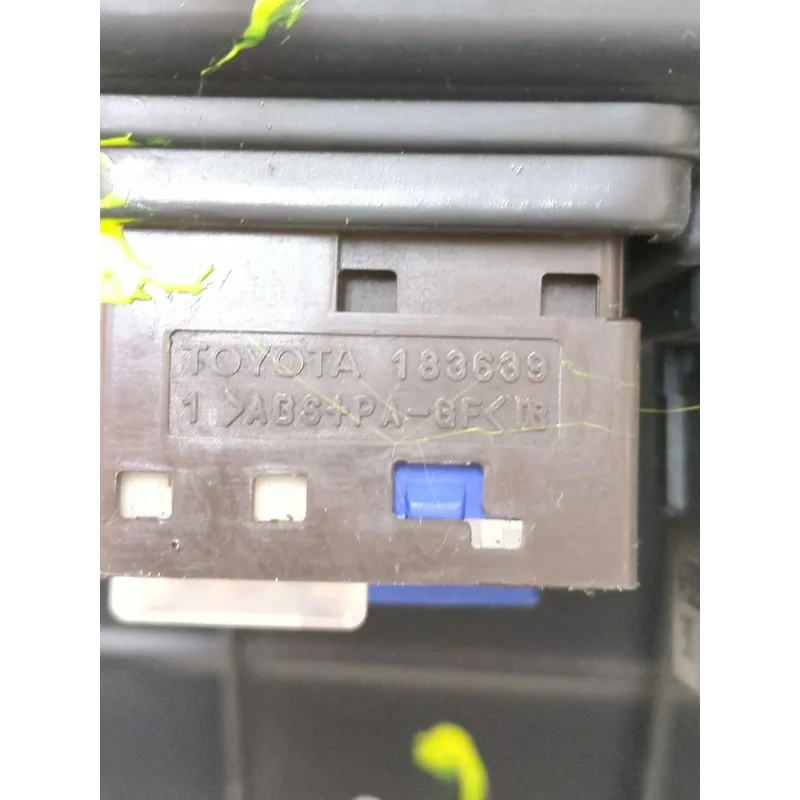 TOYOTA 183639
1 >ABS+PA-GF<